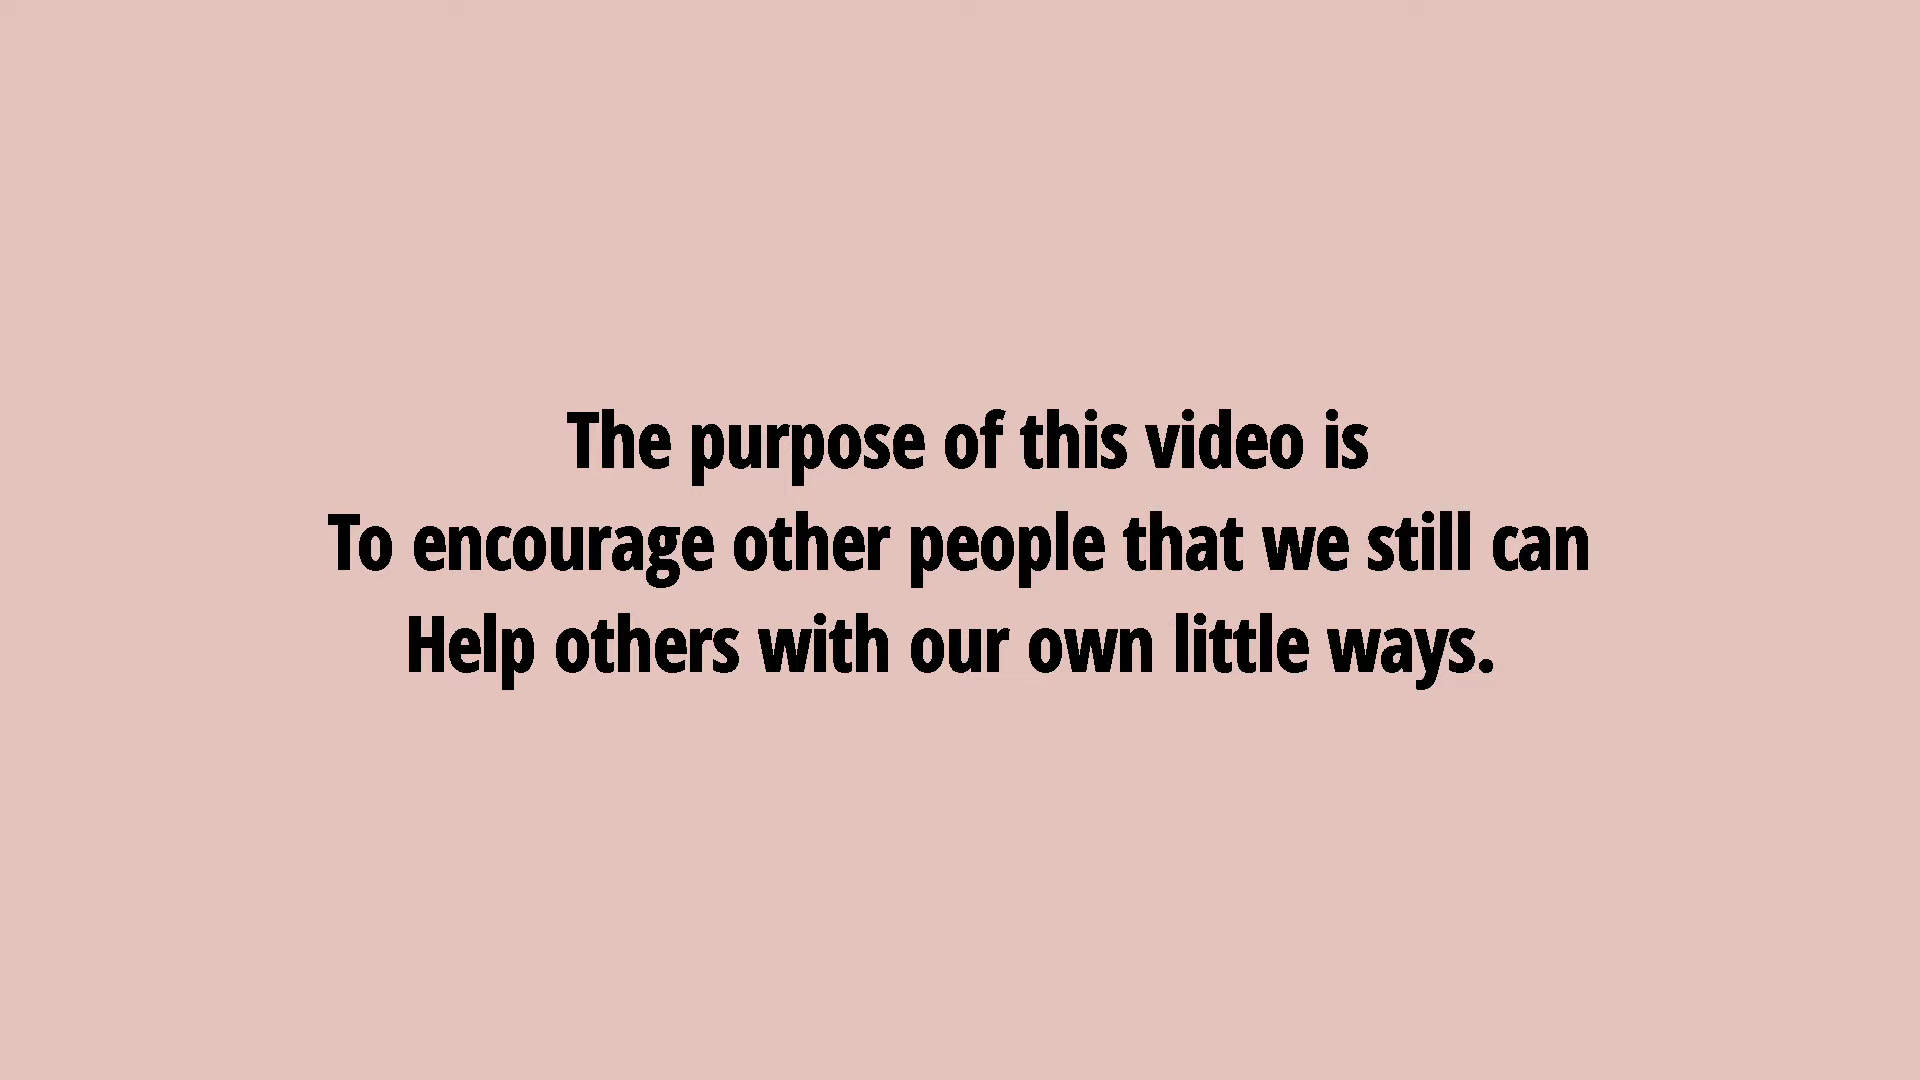 The purpose of this video is
To encourage other people that we still can
Help others with our own little ways.